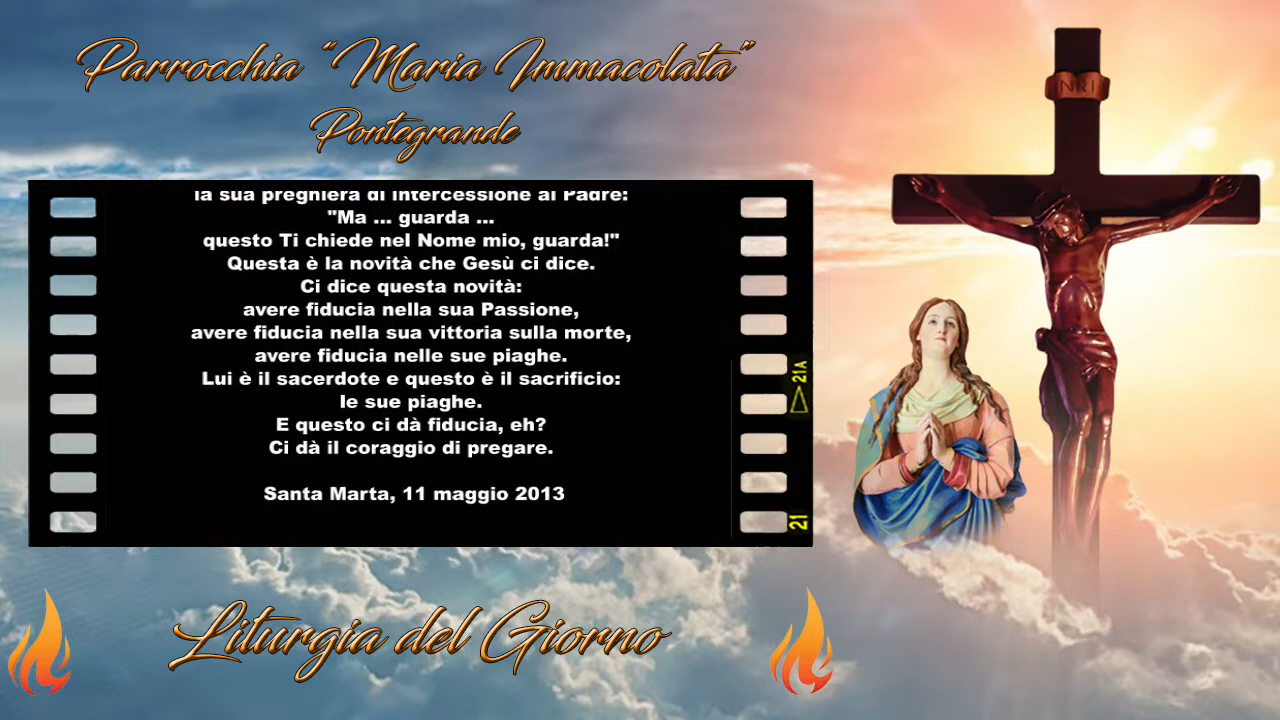 Parrocchia "Maria Immacolata"
Pontegrande
la sua preghiera di intercessione al Padre:
"Ma ... guarda ...
questo Ti chiede nel Nome mio, guarda!"
Questa è la novità che Gesù ci dice.
Ci dice questa novità:
avere fiducia nella sua Passione,
avere fiducia nella sua vittoria sulla morte,
avere fiducia nelle sue piaghe.
Lui è il sacerdote e questo è il sacrificio:
le sue piaghe.
E questo ci dà fiducia, eh?
Ci dà il coraggio di pregare.
Santa Marta, 11 maggio 2013
21A
21
Liturgia del Giorno
INRI